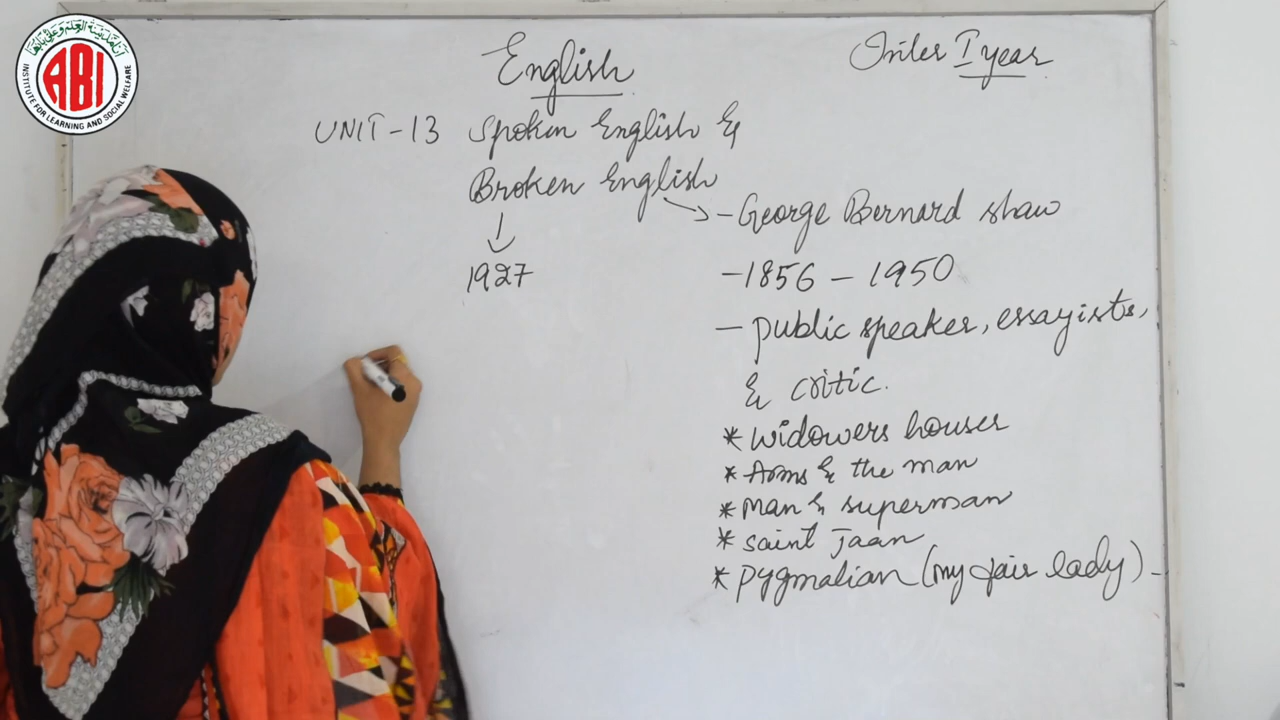 ABI
INSTITUTE FOR LEARNING AND SOCIAL WELFARE
English
Inter I year
UNIT-13 Spoken English &
Broken English
1927
- George Bernard Shaw
- 1856 - 1950
- public speaker, essayists,
& critic.
* Widowers houses
* Arms & the man
* Man & superman
* saint Jaan
* pygmalian (my fair lady) -